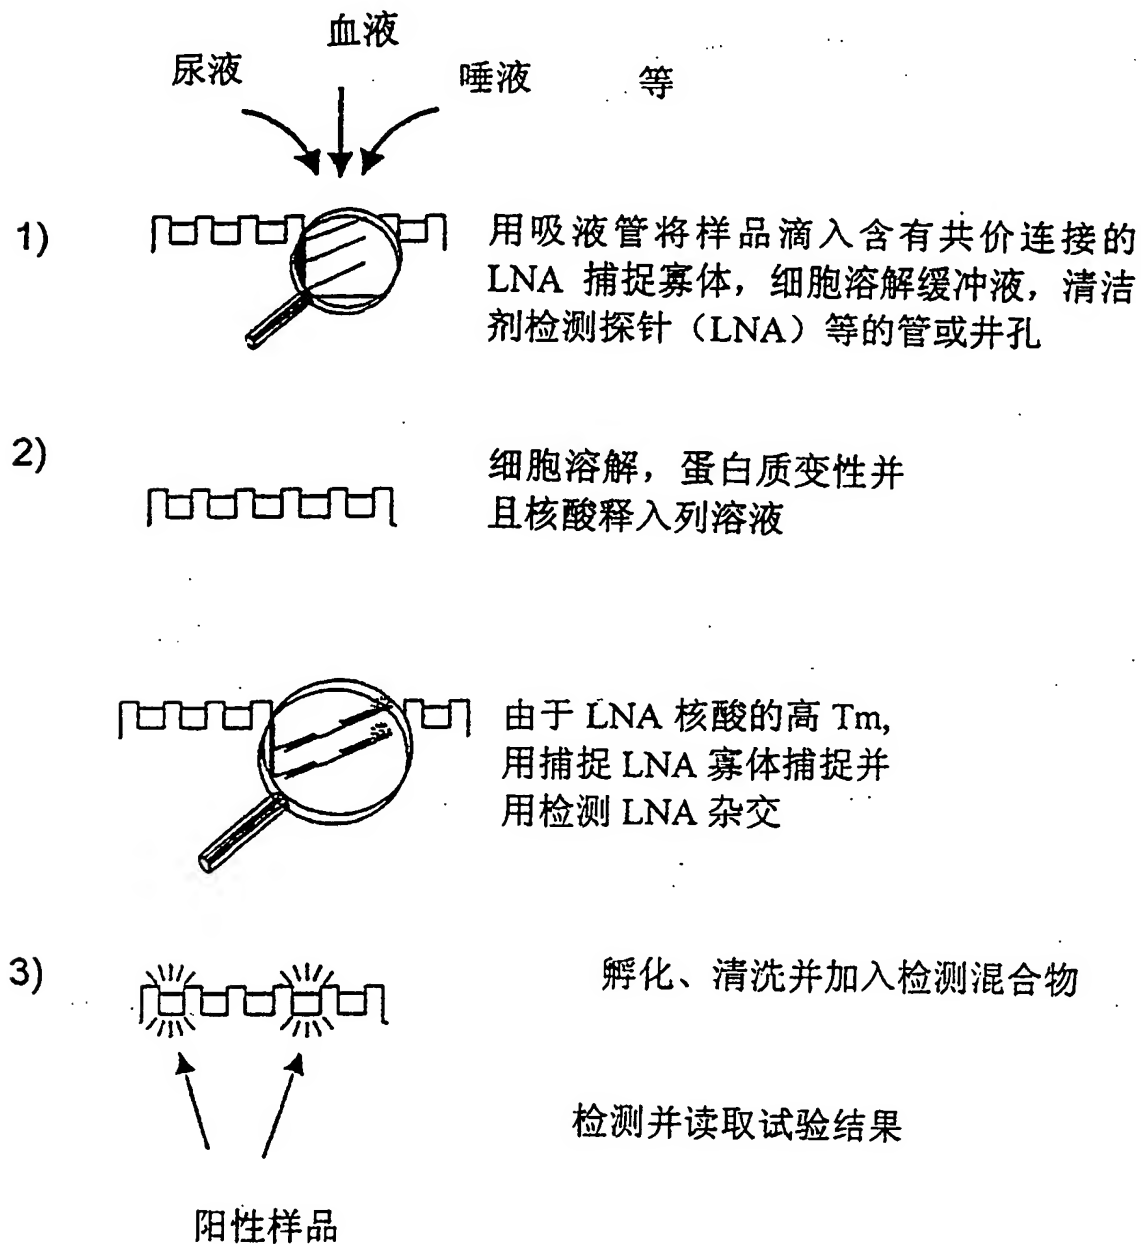 血液
尿液
唾液
等
1)
用吸液管将样品滴入含有共价连接的
LNA 捕捉寡体，细胞溶解缓冲液，清洁
剂检测探针（LNA）等的管或井孔
2)
细胞溶解，蛋白质变性并
且核酸释入列溶液
由于 LNA 核酸的高 Tm,
用捕捉 LNA 寡体捕捉并
用检测 LNA 杂交
3)
孵化、清洗并加入检测混合物
检测并读取试验结果
阳性样品